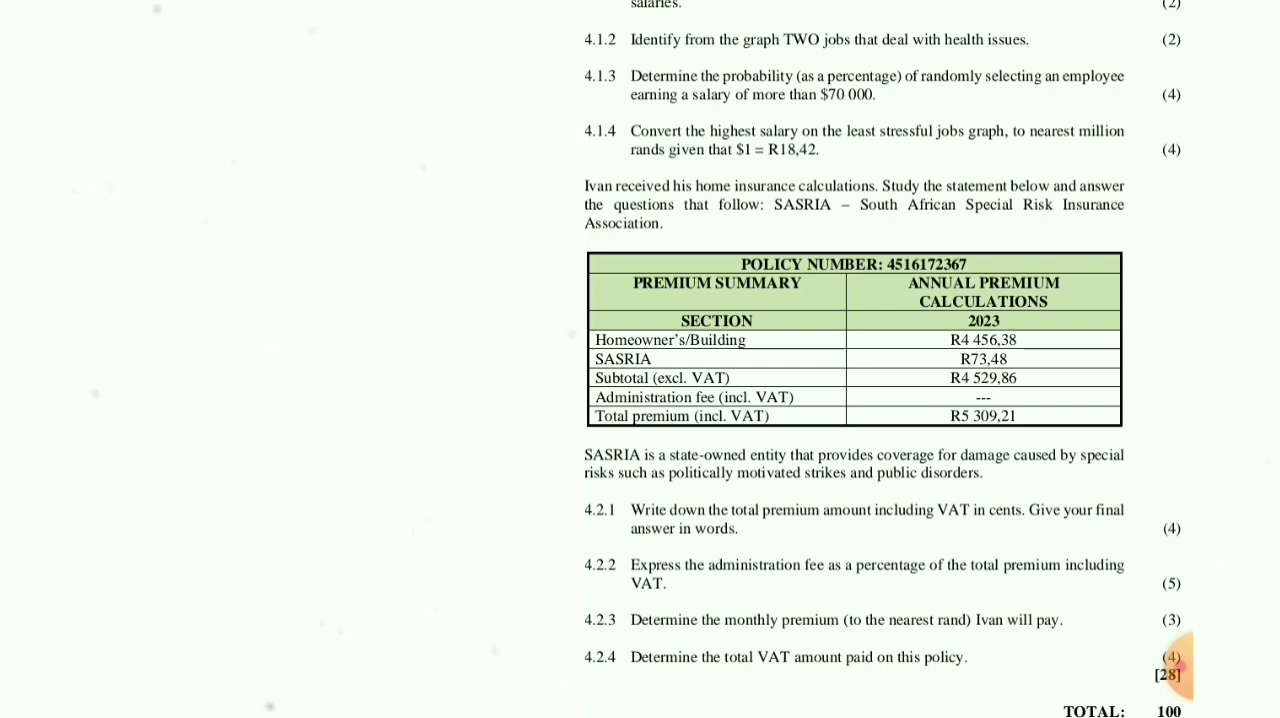 salaries. (2)
4.1.2 Identify from the graph TWO jobs that deal with health issues. (2)
4.1.3 Determine the probability (as a percentage) of randomly selecting an employee
earning a salary of more than $70 000. (4)
4.1.4 Convert the highest salary on the least stressful jobs graph, to nearest million
rands given that $1 = R18,42. (4)
Ivan received his home insurance calculations. Study the statement below and answer
the questions that follow: SASRIA – South African Special Risk Insurance
Association.
POLICY NUMBER: 4516172367
PREMIUM SUMMARY ANNUAL PREMIUM
CALCULATIONS
SECTION 2023
Homeowner's/Building R4 456,38
SASRIA R73,48
Subtotal (excl. VAT) R4 529,86
Administration fee (incl. VAT) ---
Total premium (incl. VAT) R5 309,21
SASRIA is a state-owned entity that provides coverage for damage caused by special
risks such as politically motivated strikes and public disorders.
4.2.1 Write down the total premium amount including VAT in cents. Give your final
answer in words. (4)
4.2.2 Express the administration fee as a percentage of the total premium including
VAT. (5)
4.2.3 Determine the monthly premium (to the nearest rand) Ivan will pay. (3)
4.2.4 Determine the total VAT amount paid on this policy. (4)
[28]
TOTAL: 100